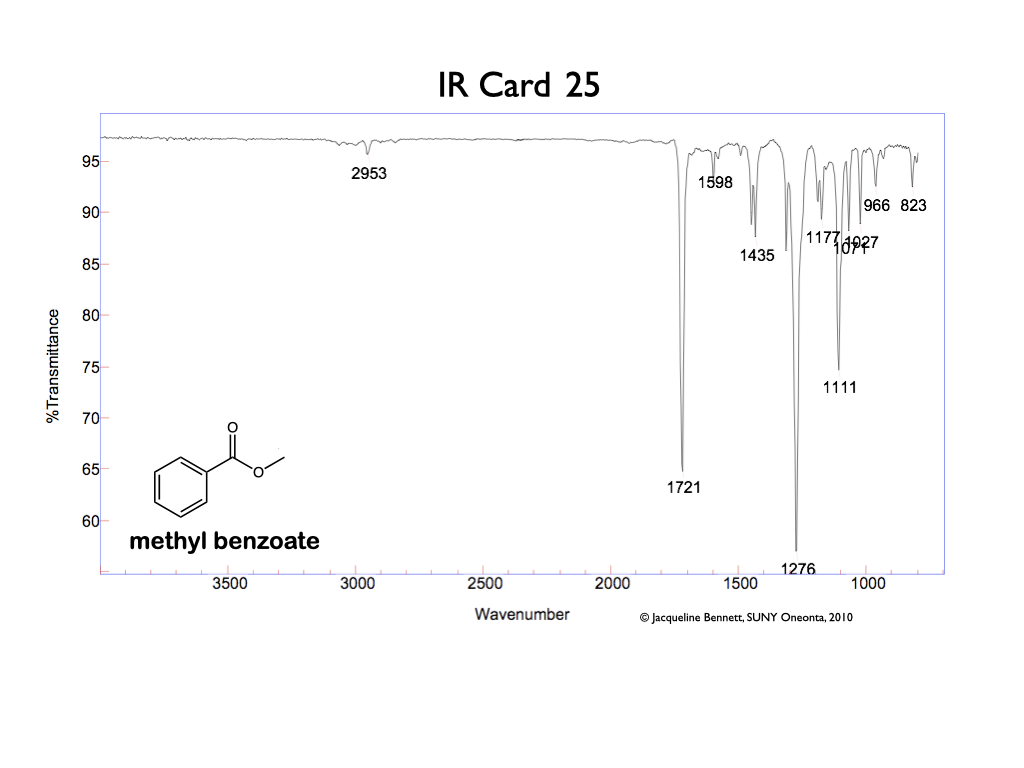 IR Card 25
95
90
85
80
75
70
65
60
%Transmittance
2953
1721
1598
1435
1276
1177
1111
1071
1027
966
823
O
O
methyl benzoate
3500 3000 2500 2000 1500 1000
Wavenumber
© Jacqueline Bennett, SUNY Oneonta, 2010